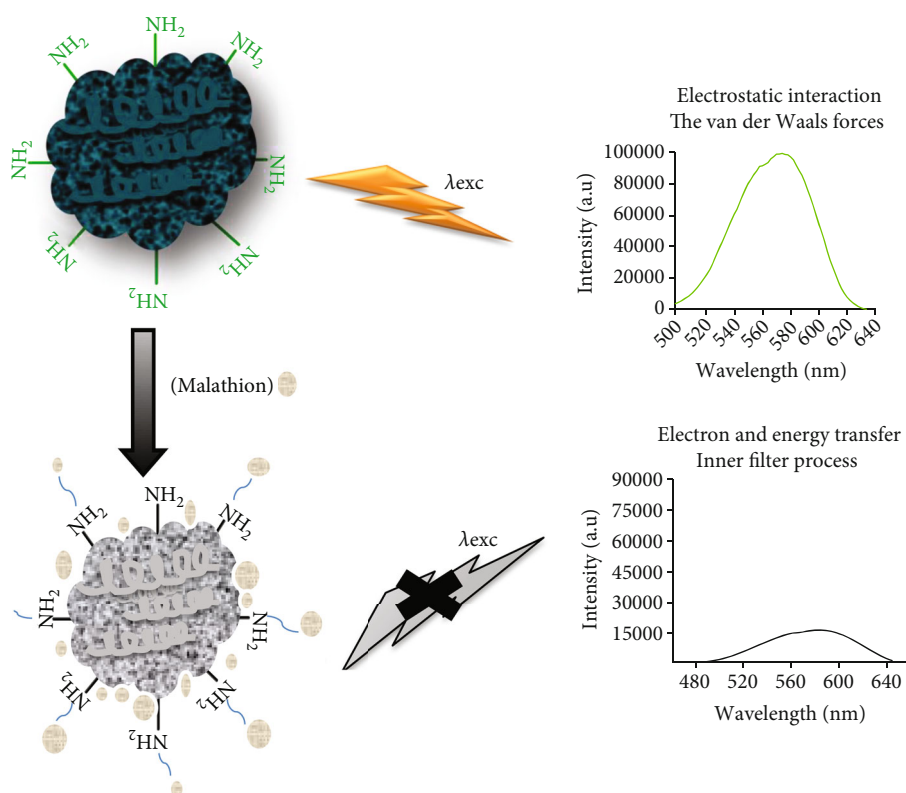 NH2
NH2
NH2
NH2
NH2
NH2
NH2
NH2
λexc
Electrostatic interaction
The van der Waals forces
Intensity (a.u)
100000
80000
60000
40000
20000
0
500 520 540 560 580 600 620 640
Wavelength (nm)
(Malathion)
NH2
NH2
NH2
NH2
NH2
NH2
NH2
NH2
λexc
Electron and energy transfer
Inner filter process
Intensity (a.u)
90000
75000
60000
45000
30000
15000
480 520 560 600 640
Wavelength (nm)